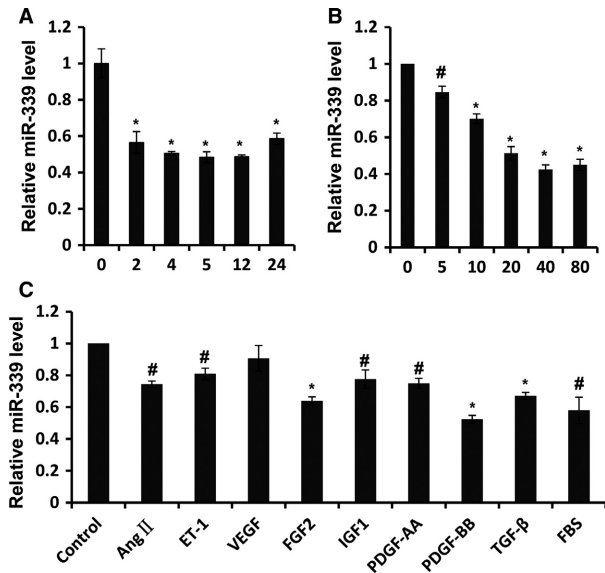 A
Relative miR-339 level
1.2
1
0.8
0.6
0.4
0.2
0
* * * * *
0 2 4 5 12 24
B
Relative miR-339 level
1.2
1
0.8
0.6
0.4
0.2
0
# * * * *
0 5 10 20 40 80
C
Relative miR-339 level
1.2
1
0.8
0.6
0.4
0.2
0
# # * # # * * #
Control AngⅡ ET-1 VEGF FGF2 IGF1 PDGF-AA PDGF-BB TGF-β FBS